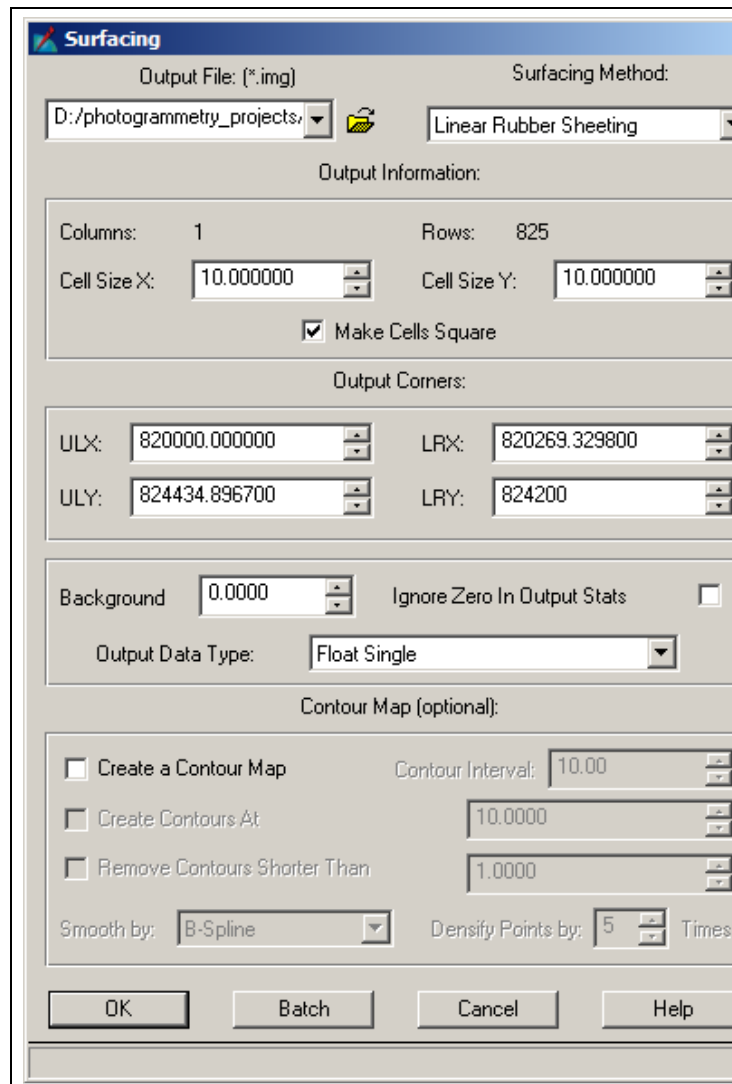 Surfacing
Output File: (*.img)
Surfacing Method:
D:/photogrammetry_projects/
Linear Rubber Sheeting
Output Information:
Columns: 1 Rows: 825
Cell Size X: 10.000000 Cell Size Y: 10.000000
Make Cells Square
Output Corners:
ULX: 820000.000000 LRX: 820269.329800
ULY: 824434.896700 LRY: 824200
Background 0.0000 Ignore Zero In Output Stats
Output Data Type: Float Single
Contour Map (optional):
Create a Contour Map Contour Interval: 10.00
Create Contours At 10.0000
Remove Contours Shorter Than 1.0000
Smooth by: B-Spline Densify Points by: 5 Times
OK Batch Cancel Help